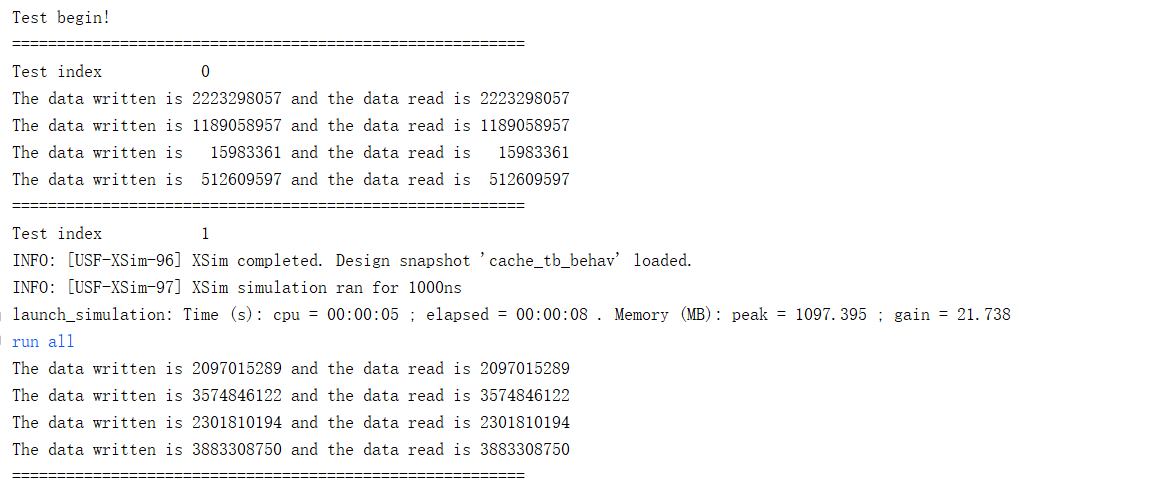 Test begin!
=========================================================
Test index           0
The data written is 2223298057 and the data read is 2223298057
The data written is 1189058957 and the data read is 1189058957
The data written is   15983361 and the data read is   15983361
The data written is  512609597 and the data read is  512609597
=========================================================
Test index           1
INFO: [USF-XSim-96] XSim completed. Design snapshot 'cache_tb_behav' loaded.
INFO: [USF-XSim-97] XSim simulation ran for 1000ns
launch_simulation: Time (s): cpu = 00:00:05 ; elapsed = 00:00:08 . Memory (MB): peak = 1097.395 ; gain = 21.738
run all
The data written is 2097015289 and the data read is 2097015289
The data written is 3574846122 and the data read is 3574846122
The data written is 2301810194 and the data read is 2301810194
The data written is 3883308750 and the data read is 3883308750
=========================================================